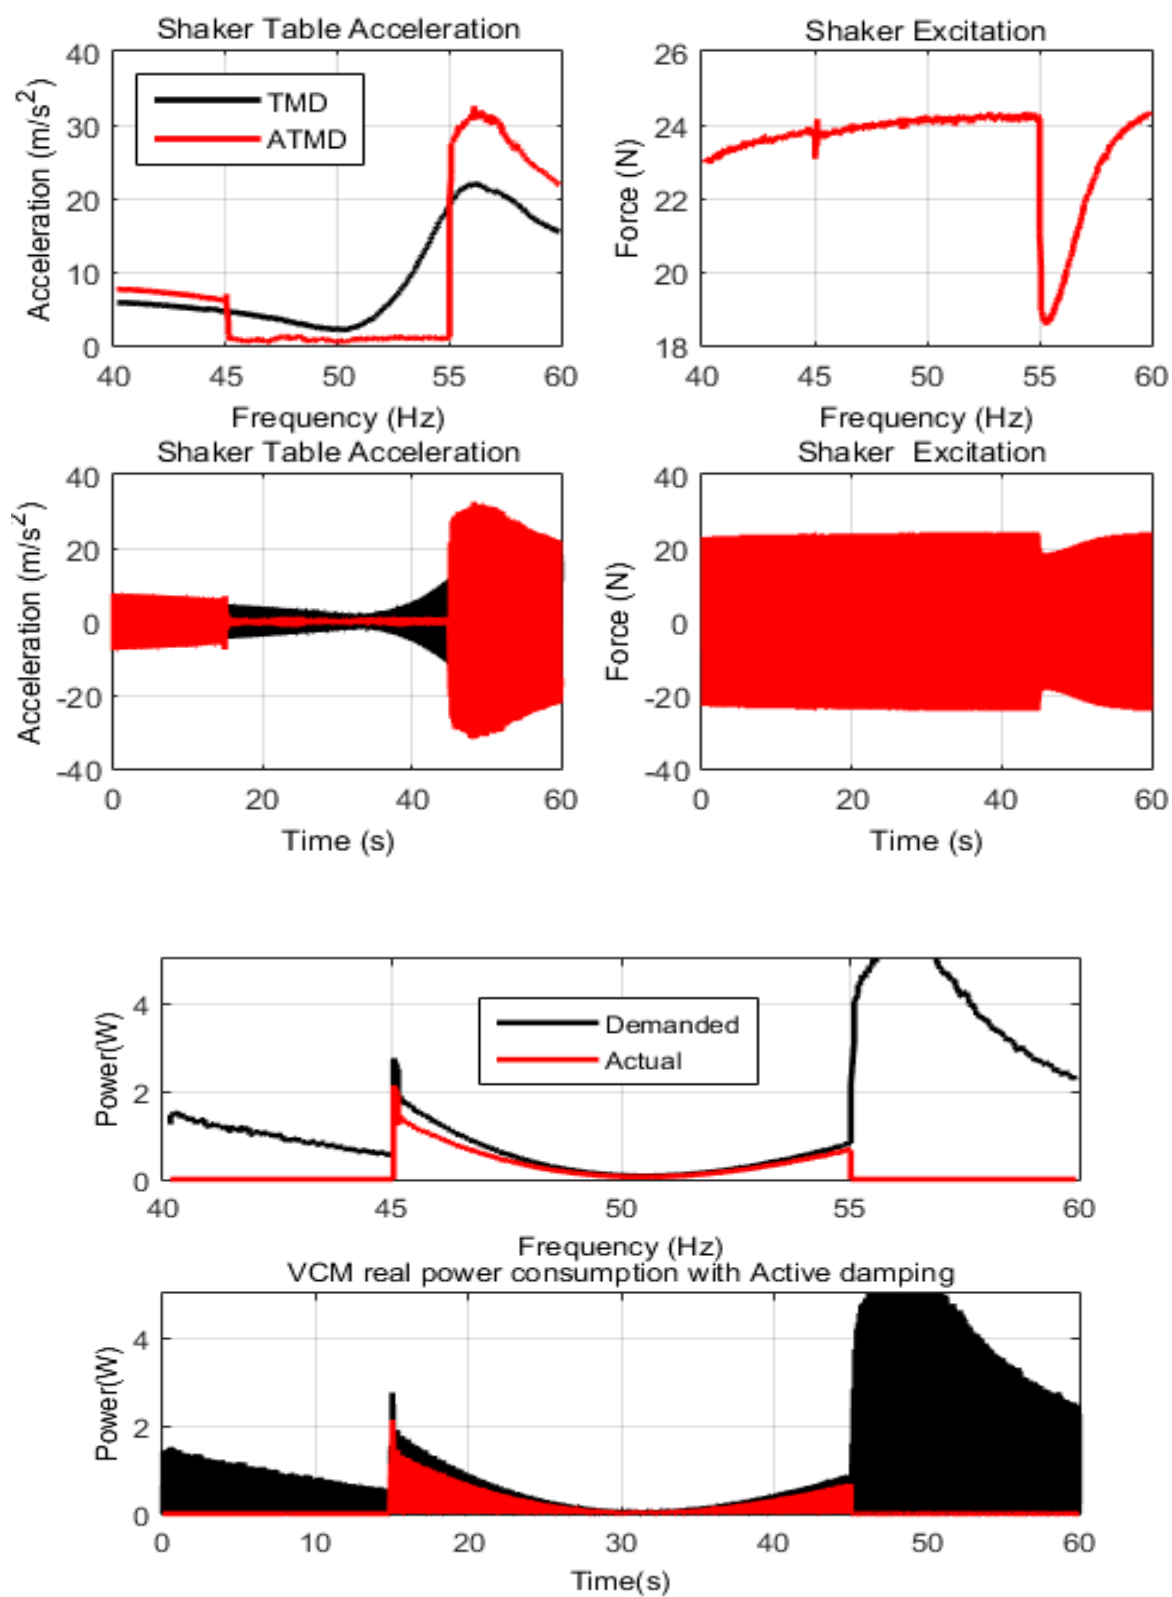 Shaker Table Acceleration
Shaker Excitation
40
30
20
10
0
TMD
ATMD
Acceleration (m/s²)
40
45
50
55
60
Frequency (Hz)
26
24
22
20
18
Force (N)
40
45
50
55
60
Frequency (Hz)
Shaker Table Acceleration
Shaker Excitation
40
20
0
-20
-40
Acceleration (m/s²)
0
20
40
60
Time (s)
40
20
0
-20
-40
Force (N)
0
20
40
60
Time (s)
4
2
0
Power(W)
Demanded
Actual
40
45
50
55
60
Frequency (Hz)
VCM real power consumption with Active damping
4
2
0
Power(W)
0
10
20
30
40
50
60
Time(s)